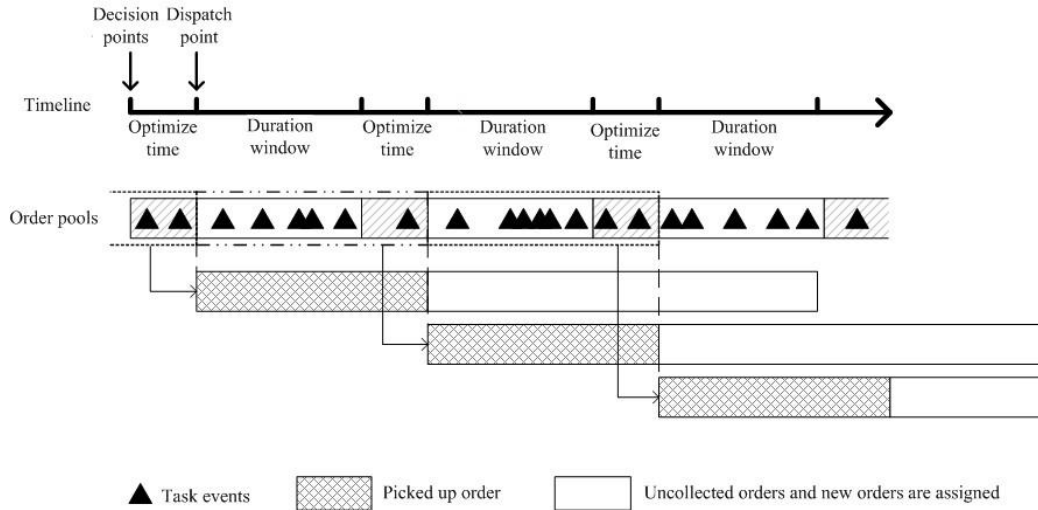 Decision Dispatch
points point
Timeline
Optimize Duration Optimize Duration Optimize Duration
time window time window time window
Order pools
Task events Picked up order Uncollected orders and new orders are assigned